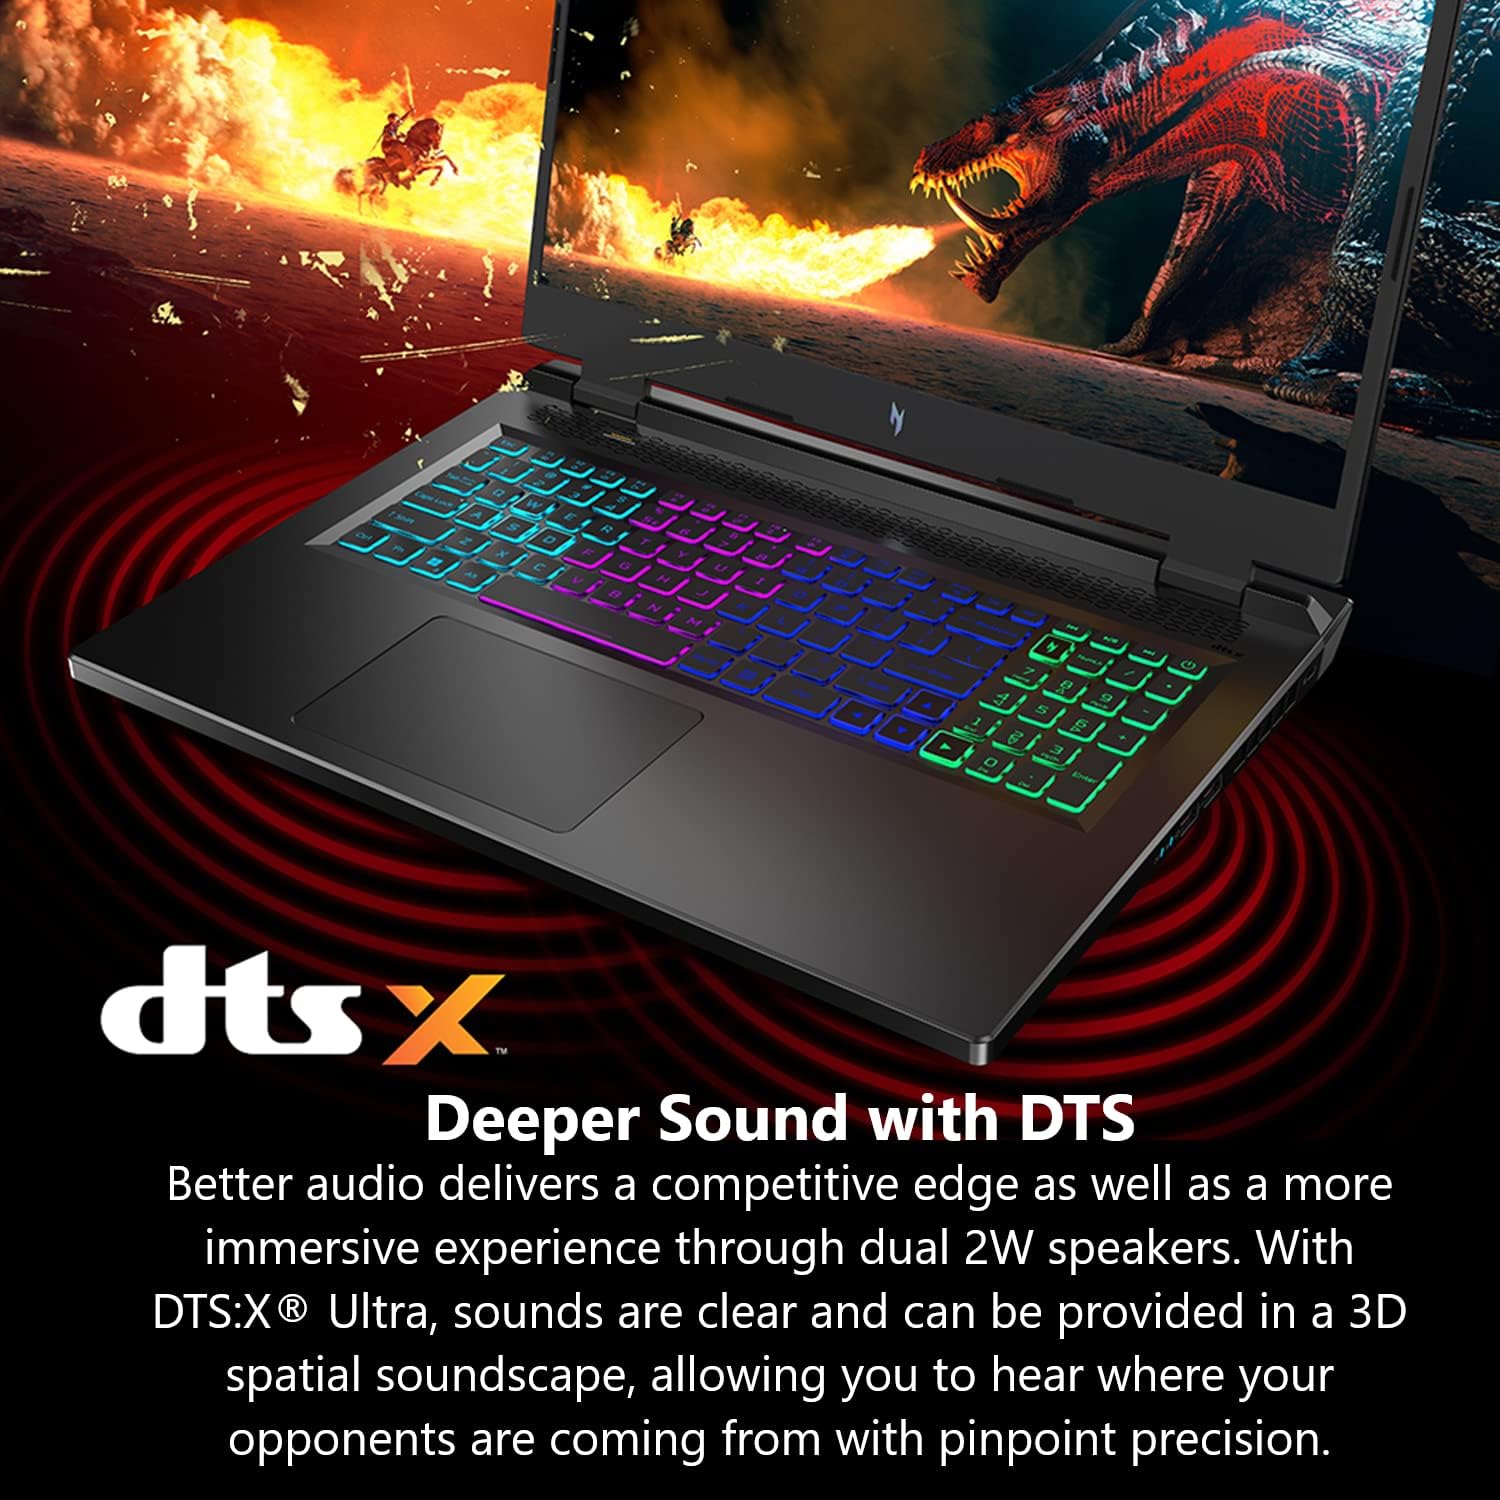 dts X™
Deeper Sound with DTS
Better audio delivers a competitive edge as well as a more
immersive experience through dual 2W speakers. With
DTS:X® Ultra, sounds are clear and can be provided in a 3D
spatial soundscape, allowing you to hear where your
opponents are coming from with pinpoint precision.